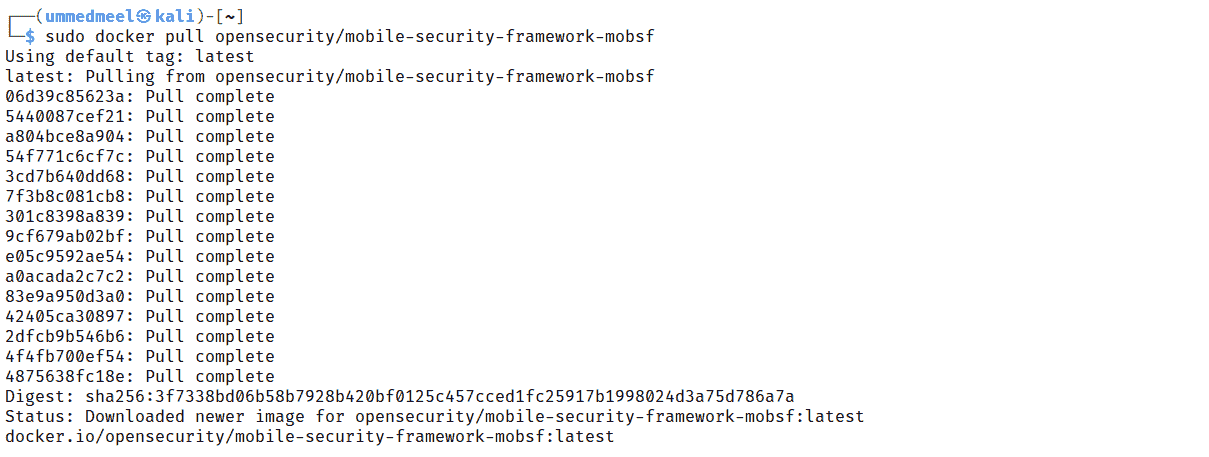 ┌──(ummedmeel㉿kali)-[~]
└─$ sudo docker pull opensecurity/mobile-security-framework-mobsf
Using default tag: latest
latest: Pulling from opensecurity/mobile-security-framework-mobsf
06d39c85623a: Pull complete
5440087cef21: Pull complete
a804bce8a904: Pull complete
54f771c6cf7c: Pull complete
3cd7b640dd68: Pull complete
7f3b8c081cb8: Pull complete
301c8398a839: Pull complete
9cf679ab02bf: Pull complete
e05c9592ae54: Pull complete
a0acada2c7c2: Pull complete
83e9a950d3a0: Pull complete
42405ca30897: Pull complete
2dfcb9b546b6: Pull complete
4f4fb700ef54: Pull complete
4875638fc18e: Pull complete
Digest: sha256:3f7338bd06b58b7928b420bf0125c457cced1fc25917b1998024d3a75d786a7a
Status: Downloaded newer image for opensecurity/mobile-security-framework-mobsf:latest
docker.io/opensecurity/mobile-security-framework-mobsf:latest